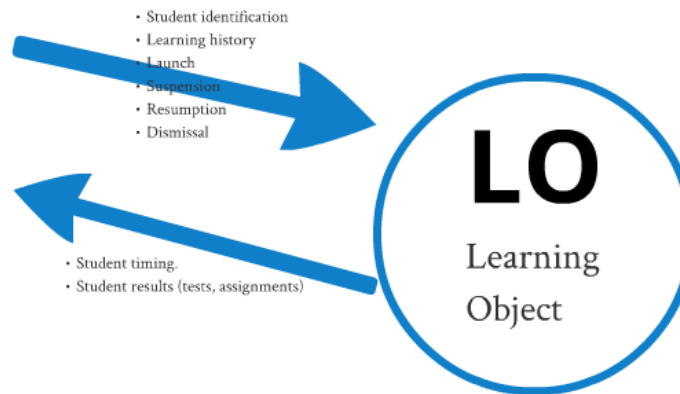 • Student identification
• Learning history
• Launch
• Suspension
• Resumption
• Dismissal
LO
Learning
Object
• Student timing.
• Student results (tests, assignments)